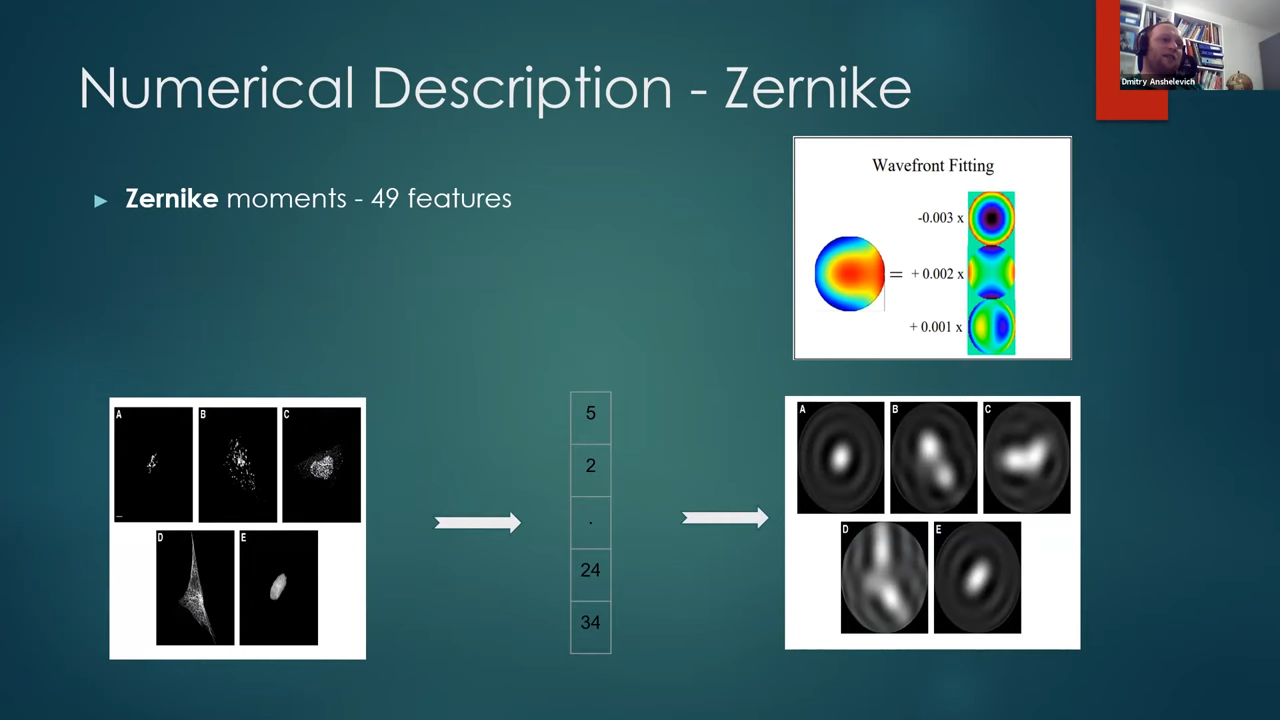 Numerical Description - Zernike
Dmitry Anshelevich
Zernike moments - 49 features
Wavefront Fitting
-0.003 x
= + 0.002 x
+ 0.001 x
A B C
D E
5
2
.
24
34
A B C
D E